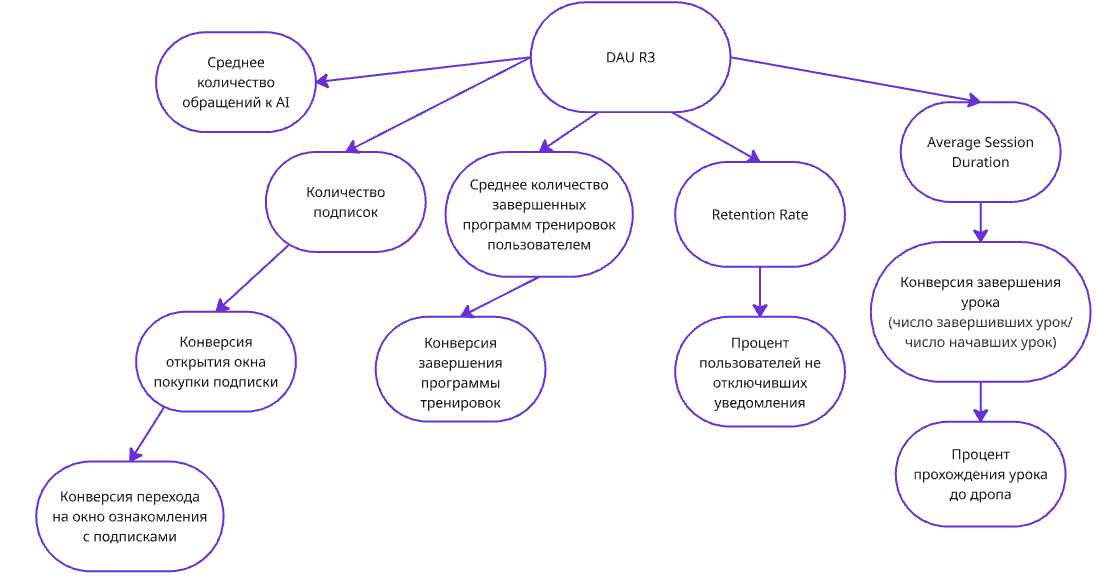 DAU R3
Среднее
количество
обращений к AI
Количество
подписок
Среднее количество
завершенных
программ тренировок
пользователем
Retention Rate
Average Session
Duration
Конверсия
открытия окна
покупки подписки
Конверсия
завершения
программы
тренировок
Процент
пользователей не
отключивших
уведомления
Конверсия завершения
урока
(число завершивших урок/
число начавших урок)
Конверсия перехода
на окно ознакомления
с подписками
Процент
прохождения урока
до дропа